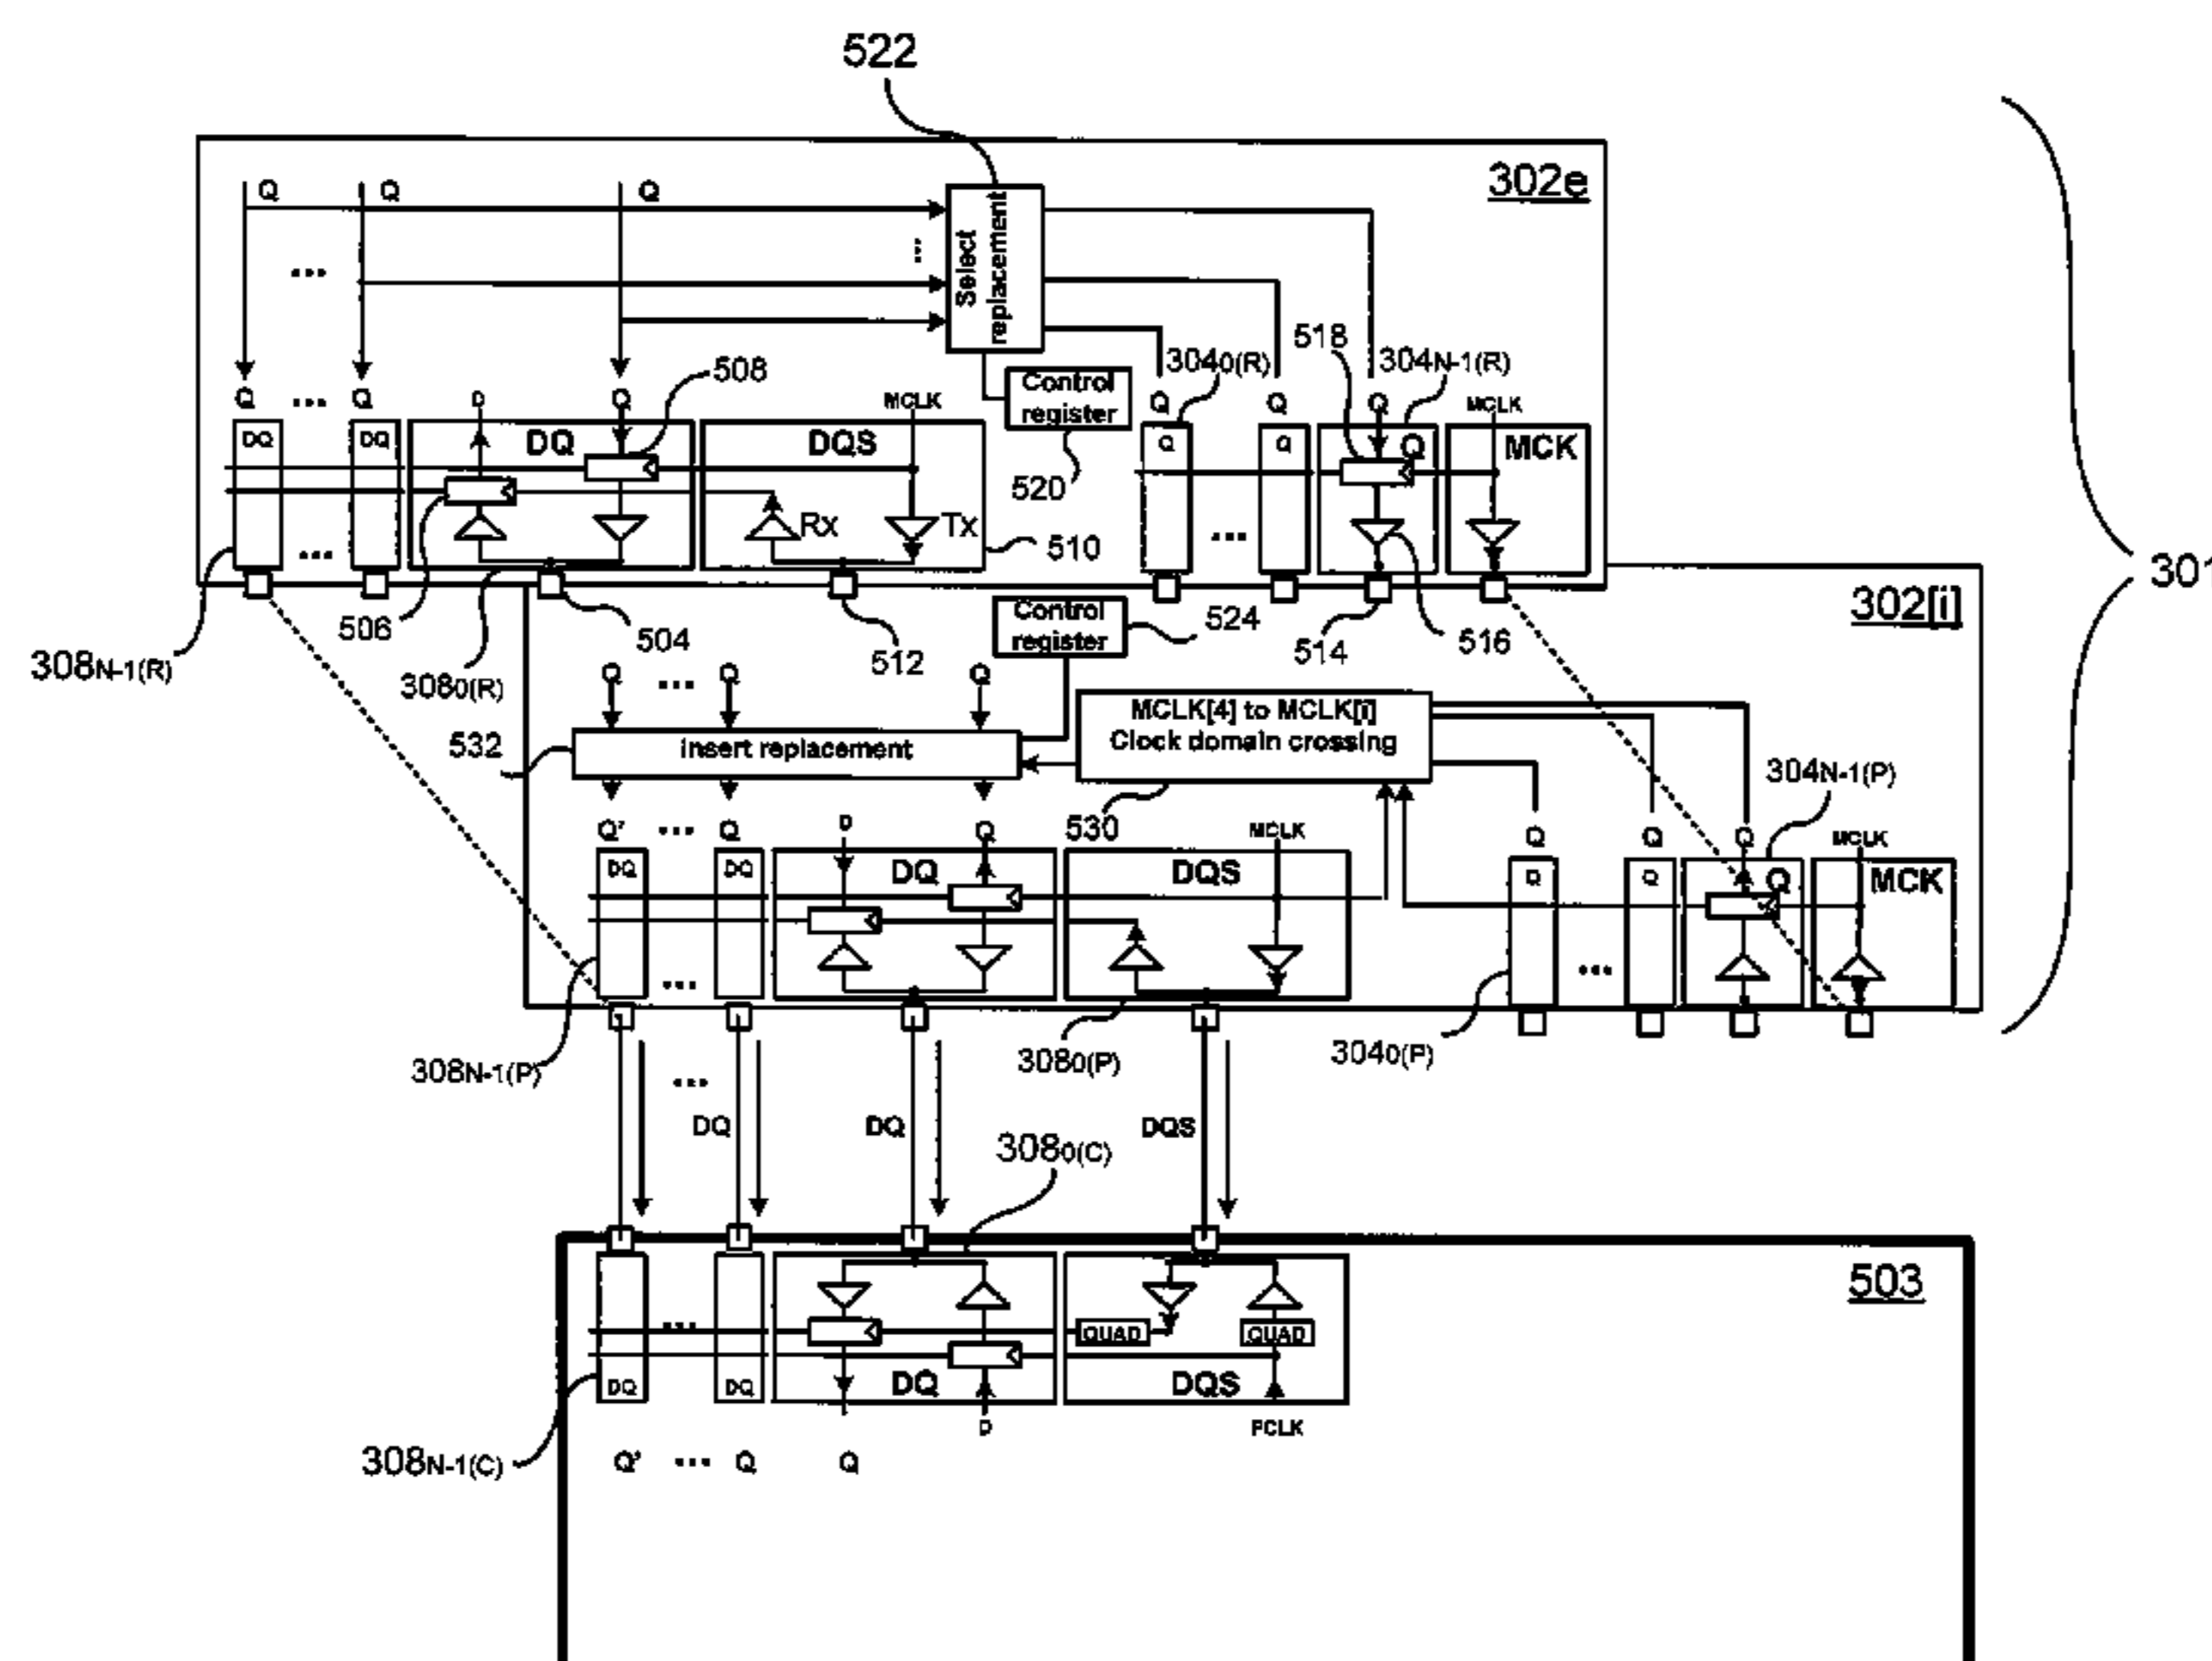 522
302e
Q Q Q
...
...
Select replacement
518
304N-1(R)
3040(R)
508
Control register
Q ... Q D Q MCLK
Q Q Q MCLK
DQ DQ DQ DQS
Q Q Q MCK
520
Rx Tx
...
...
510
301
302[i]
506
504
512
Control register
524
514
516
308N-1(R)
3080(R)
Q ... Q Q
532
Insert replacement
MCLK[4] to MCLK[i]
Clock domain crossing
304N-1(P)
530
Q' ... Q D Q MCLK
Q Q Q MCLK
DQ DQ DQ DQS
Q Q Q MCK
...
...
308N-1(P)
3080(P)
3040(P)
...
DQ DQ DQS
3080(C)
503
...
QUAD QUAD
DQ DQ DQ DQS
D PCLK
308N-1(C)
Q' ... Q Q